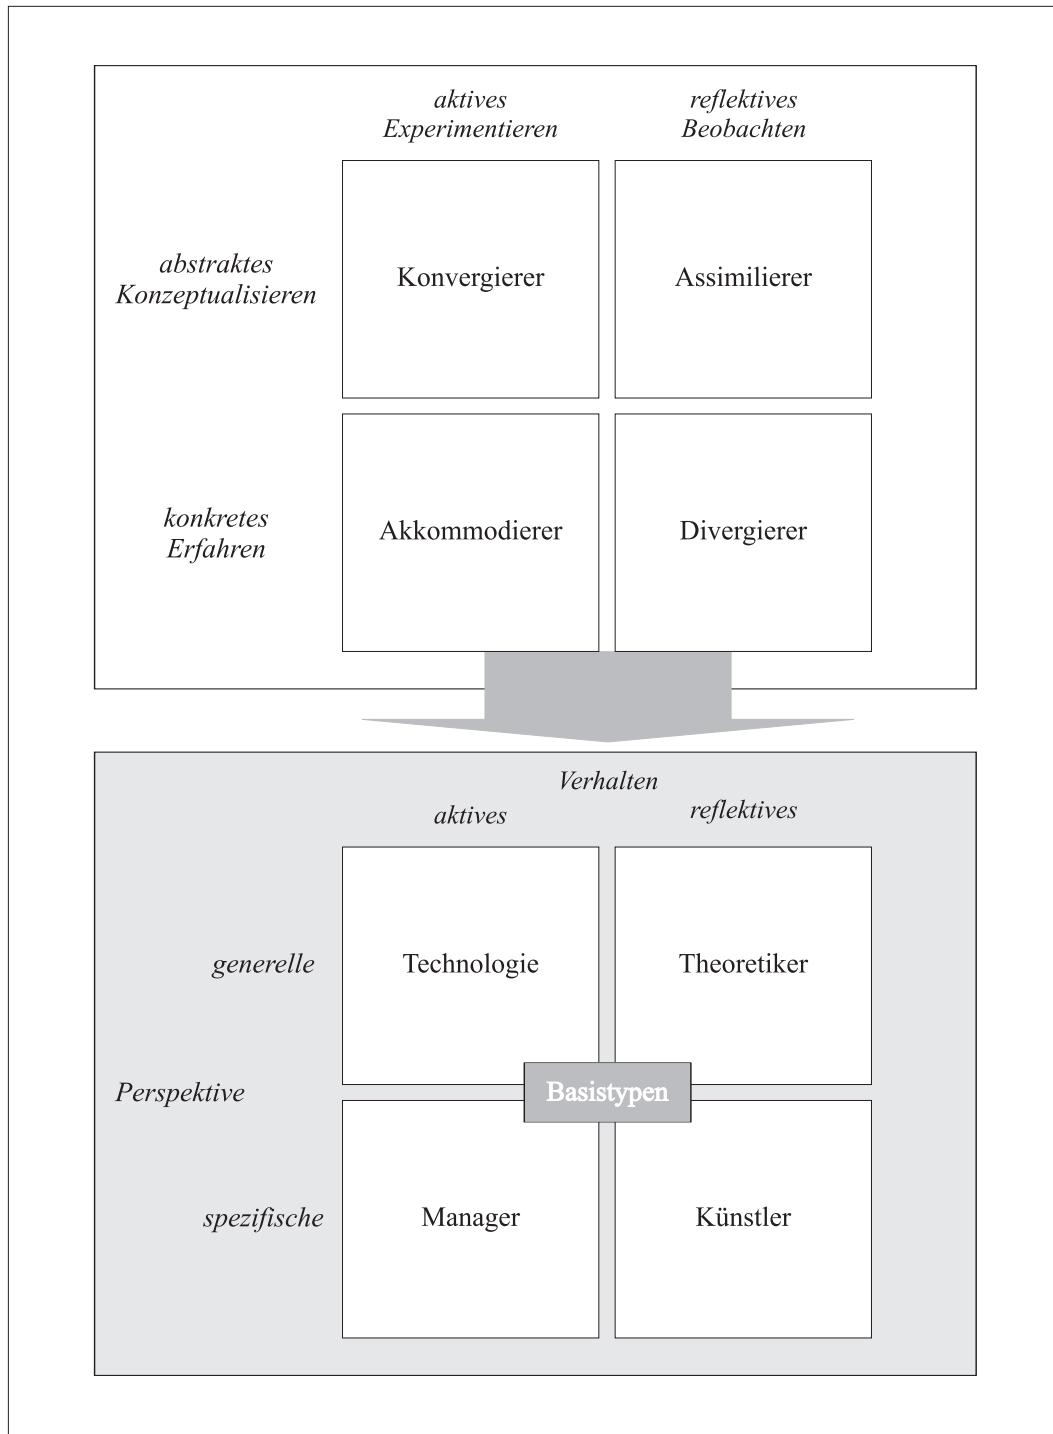 aktives
Experimentieren
reflektives
Beobachten
abstraktes
Konzeptualisieren
Konvergierer
Assimilierer
konkretes
Erfahren
Akkommodierer
Divergierer
Verhalten
aktives
reflektives
generelle
Technologie
Theoretiker
Perspektive
Basistypen
spezifische
Manager
Künstler